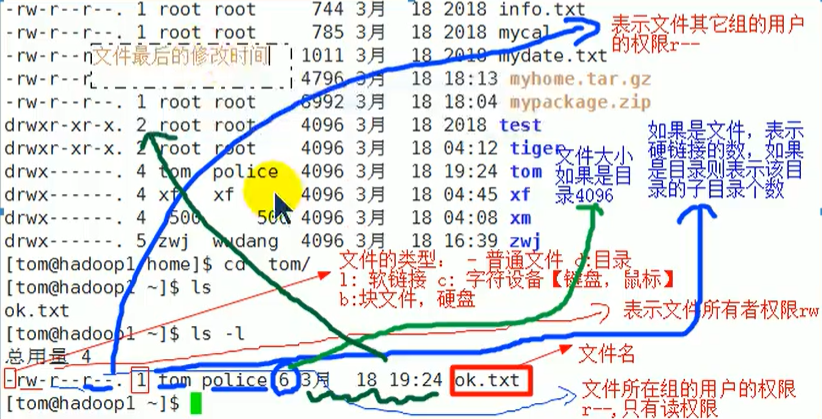 -rw-r--r--. 1 root root 744 3月 18 2018 info.txt
-rw-r--r--. 1 root root 785 3月 18 2018 mycal
-rw-r--r--. 1011 3月 18 2018 mydate.txt
-rw-r--r--. 4796 3月 18 18:13 myhome.tar.gz
-rw-r--r--. 1 root root 8992 3月 18 18:04 mypackage.zip
drwxr-xr-x. 2 root root 4096 3月 18 2018 test
drwxr-xr-x. 2 root root 4096 3月 18 04:12 tiger
drwx------. 4 tom police 4096 3月 18 19:24 tom
drwx------. 4 xf xf 4096 3月 18 04:45 xf
drwx------. 4 500 500 4096 3月 18 04:08 xm
drwx------. 5 zwj wudang 4096 3月 18 16:39 zwj
[tom@hadoop1 home]$ cd tom/
[tom@hadoop1 ~]$ ls
ok.txt
[tom@hadoop1 ~]$ ls -l
总用量 4
-rw-r--r--. 1 tom police 6 3月 18 19:24 ok.txt
[tom@hadoop1 ~]$
文件最后的修改时间
表示文件其它组的用户
的权限r--
文件大小
如果是目
录4096
如果是文件，表示
硬链接的数，如果
是目录则表示该目
录的子目录个数
文件的类型： - 普通文件 d:目录
l: 软链接 c: 字符设备【键盘，鼠标】
b:块文件，硬盘
表示文件所有者权限rw
文件名
文件所在组的用户的权限
r--,只有读权限